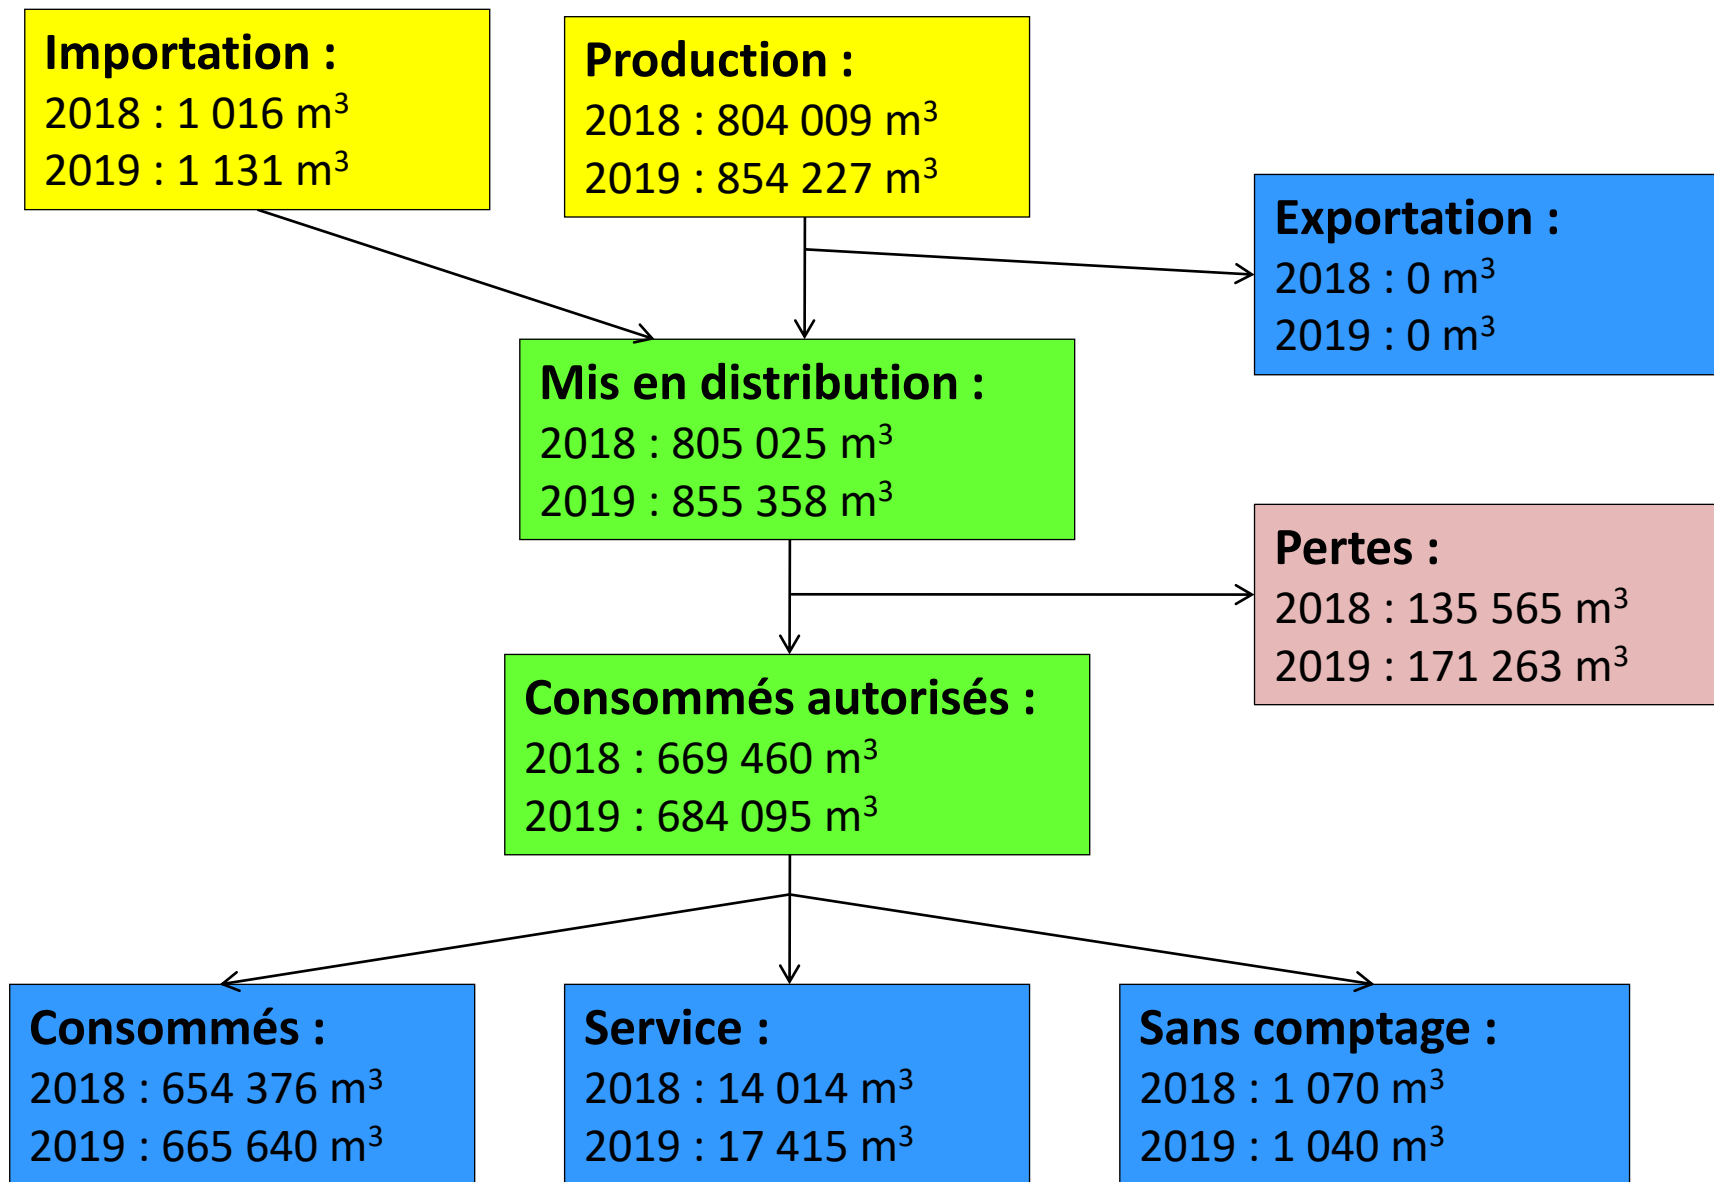 Importation :
2018 : 1 016 m³
2019 : 1 131 m³
Production :
2018 : 804 009 m³
2019 : 854 227 m³
Exportation :
2018 : 0 m³
2019 : 0 m³
Mis en distribution :
2018 : 805 025 m³
2019 : 855 358 m³
Pertes :
2018 : 135 565 m³
2019 : 171 263 m³
Consommés autorisés :
2018 : 669 460 m³
2019 : 684 095 m³
Consommés :
2018 : 654 376 m³
2019 : 665 640 m³
Service :
2018 : 14 014 m³
2019 : 17 415 m³
Sans comptage :
2018 : 1 070 m³
2019 : 1 040 m³